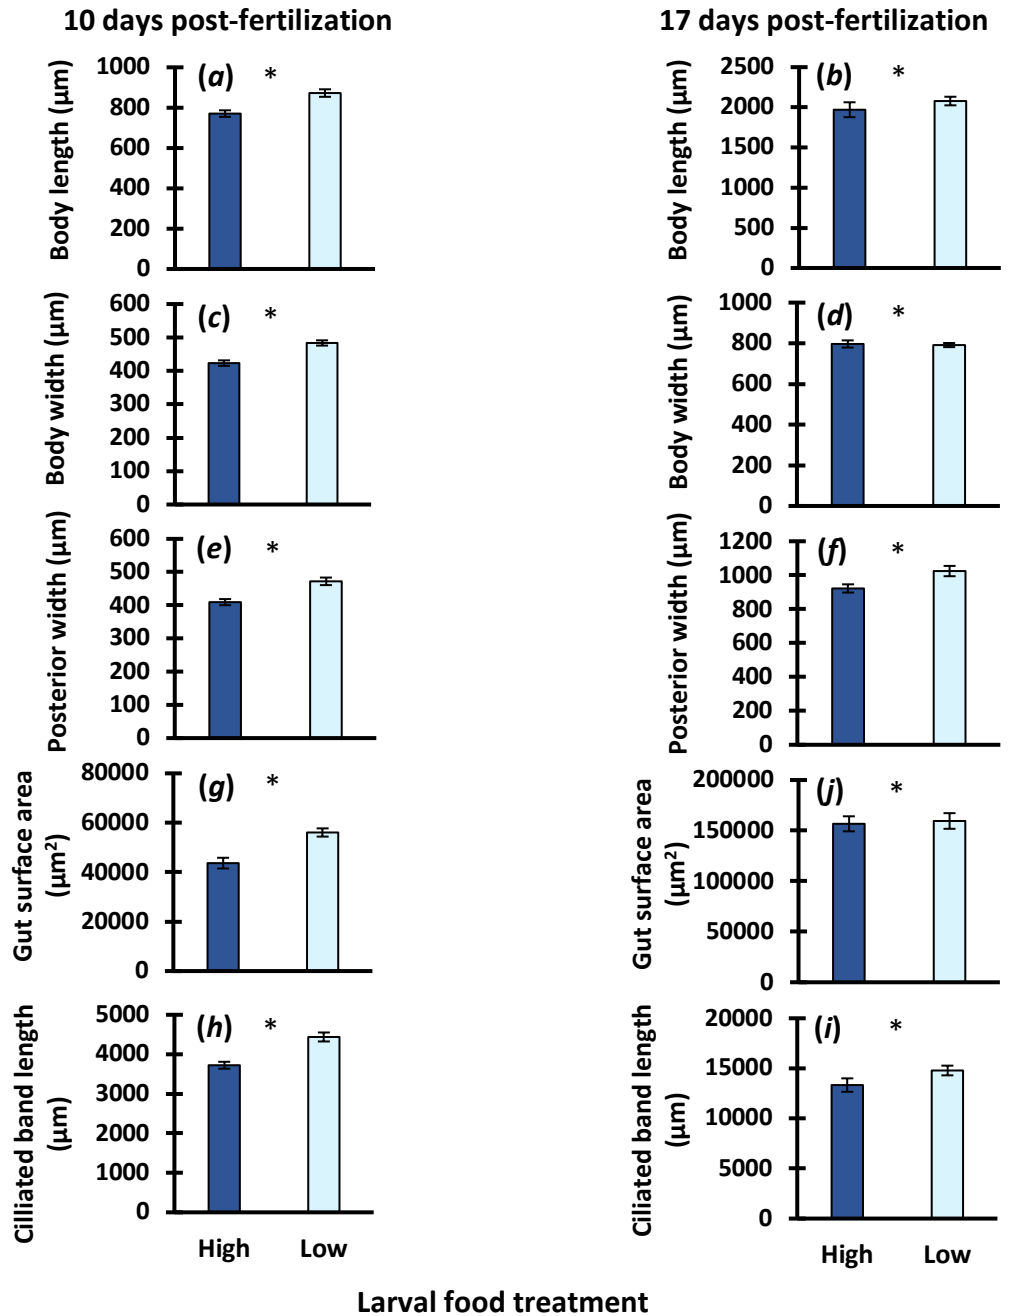 10 days post-fertilization
17 days post-fertilization
Body length (µm)
1000
800
600
400
200
0
(a)
*
Body length (µm)
2500
2000
1500
1000
500
0
(b)
*
Body width (µm)
600
500
400
300
200
100
0
(c)
*
Body width (µm)
1000
800
600
400
200
0
(d)
*
Posterior width (µm)
600
500
400
300
200
100
0
(e)
*
Posterior width (µm)
1200
1000
800
600
400
200
0
(f)
*
Gut surface area
(µm²)
80000
60000
40000
20000
0
(g)
*
Gut surface area
(µm²)
200000
150000
100000
50000
0
(j)
*
Cilliated band length
(µm)
5000
4000
3000
2000
1000
0
(h)
*
High
Low
Ciliated band length
(µm)
20000
15000
10000
5000
0
(i)
*
High
Low
Larval food treatment